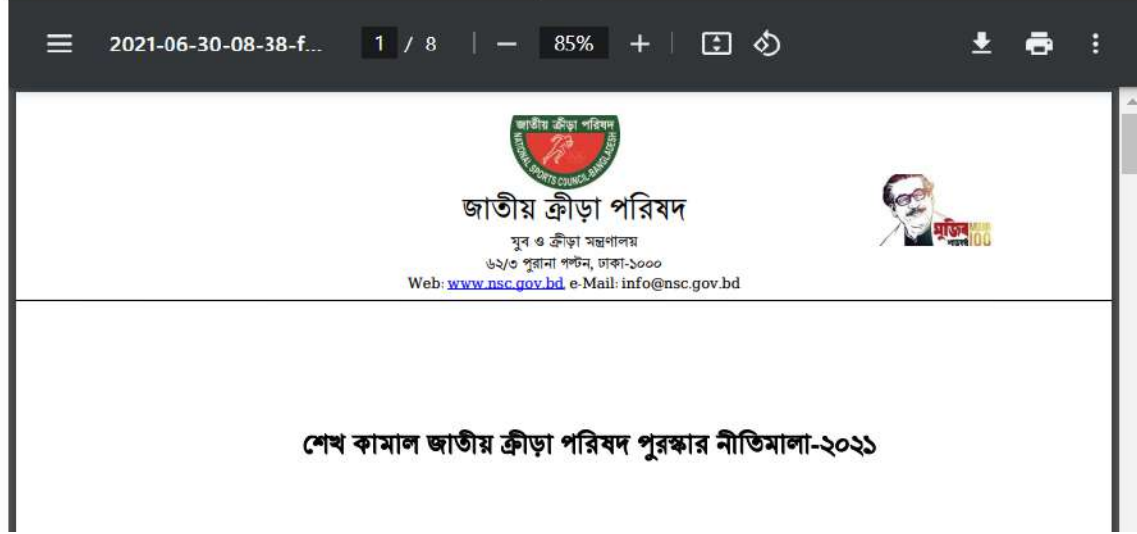 2021-06-30-08-38-f...
1 / 8
85%
জাতীয় ক্রীড়া পরিষদ
NATIONAL SPORTS COUNCIL-BANGLADESH
জাতীয় ক্রীড়া পরিষদ
যুব ও ক্রীড়া মন্ত্রণালয়
৬২/৩ পুরানা পল্টন, ঢাকা-১০০০
Web: www.nsc.gov.bd, e-Mail: info@nsc.gov.bd
মুজিব
100
শেখ কামাল জাতীয় ক্রীড়া পরিষদ পুরস্কার নীতিমালা-২০২১